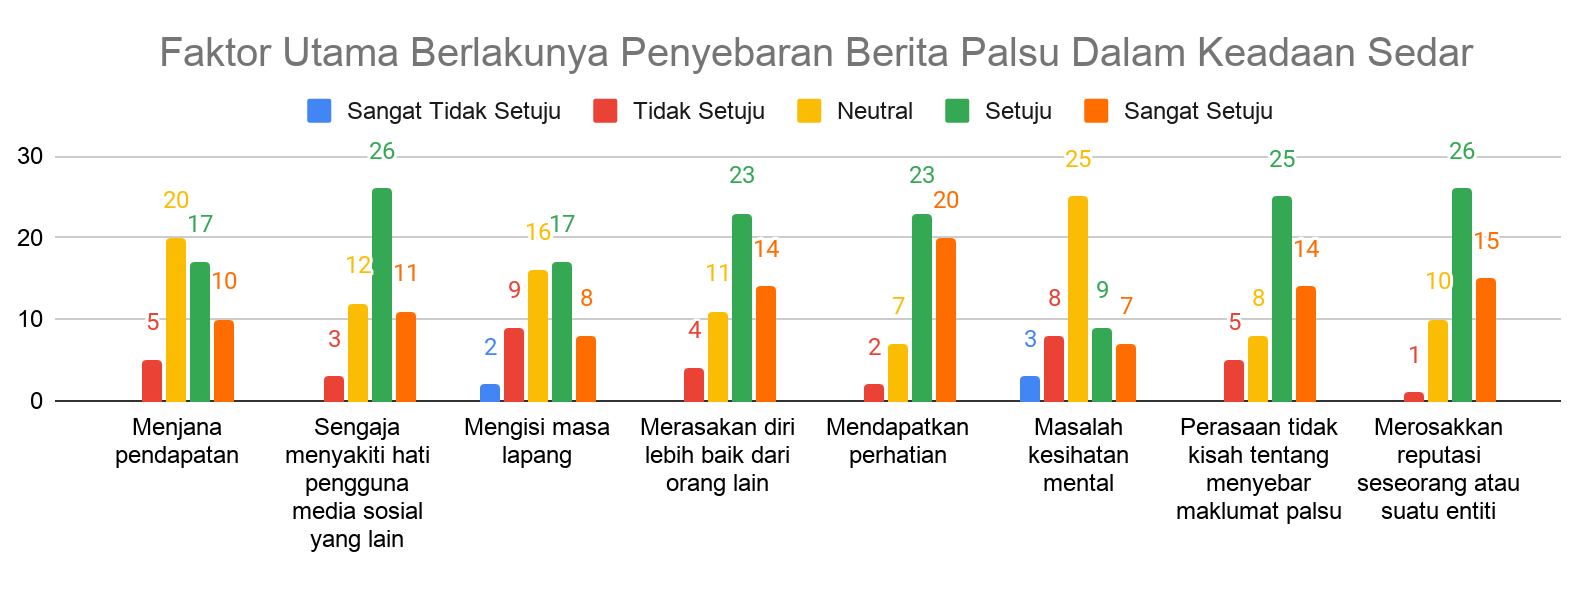 Faktor Utama Berlakunya Penyebaran Berita Palsu Dalam Keadaan Sedar
Sangat Tidak Setuju Tidak Setuju Neutral Setuju Sangat Setuju
30
20
10
0
5 20 17 10
3 12 26 11
2 9 16 17 8
4 11 23 14
2 7 23 20
3 8 25 9 7
5 8 25 14
1 10 26 15
Menjana
pendapatan
Sengaja
menyakiti hati
pengguna
media sosial
yang lain
Mengisi masa
lapang
Merasakan diri
lebih baik dari
orang lain
Mendapatkan
perhatian
Masalah
kesihatan
mental
Perasaan tidak
kisah tentang
menyebar
maklumat palsu
Merosakkan
reputasi
seseorang atau
suatu entiti